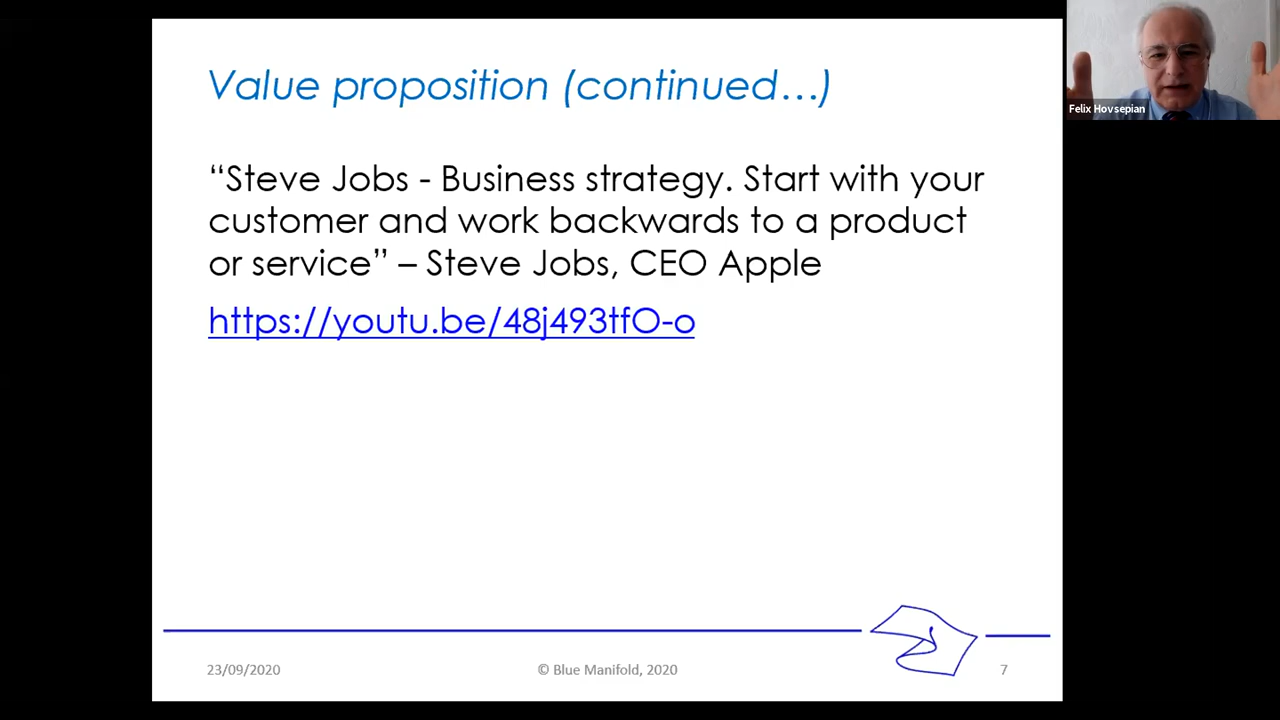 Value proposition (continued…)
Felix Hovsepian
“Steve Jobs - Business strategy. Start with your
customer and work backwards to a product
or service” – Steve Jobs, CEO Apple
https://youtu.be/48j493tfO-o
23/09/2020
© Blue Manifold, 2020
7